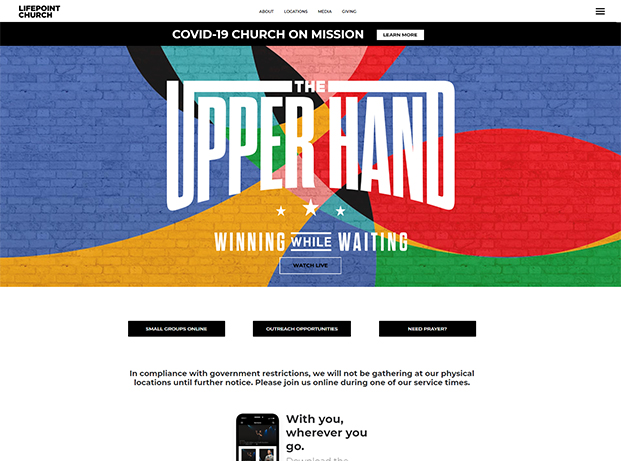 LIFEPOINT
CHURCH
ABOUT LOCATIONS MEDIA GIVING
COVID-19 CHURCH ON MISSION LEARN MORE
THE
UPPER HAND
WINNING WHILE WAITING
WATCH LIVE
SMALL GROUPS ONLINE OUTREACH OPPORTUNITIES NEED PRAYER?
In compliance with government restrictions, we will not be gathering at our physical
locations until further notice. Please join us online during one of our service times.
With you,
wherever you
go.
Download the